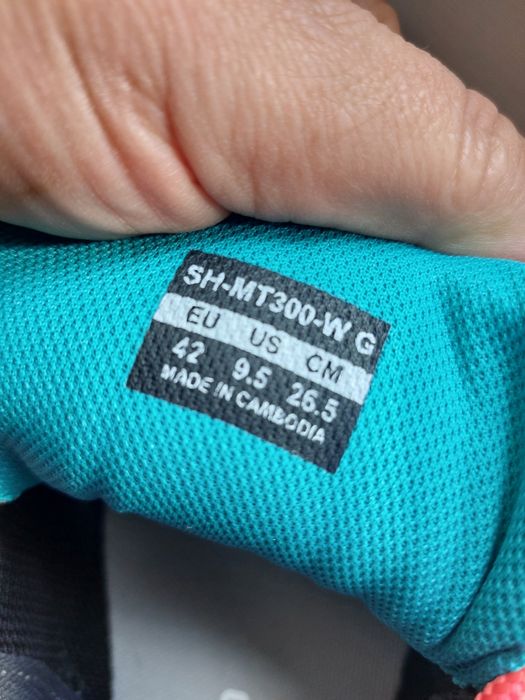 SH-MT300-W G
EU US CM
42 9.5 26.5
MADE IN CAMBODIA